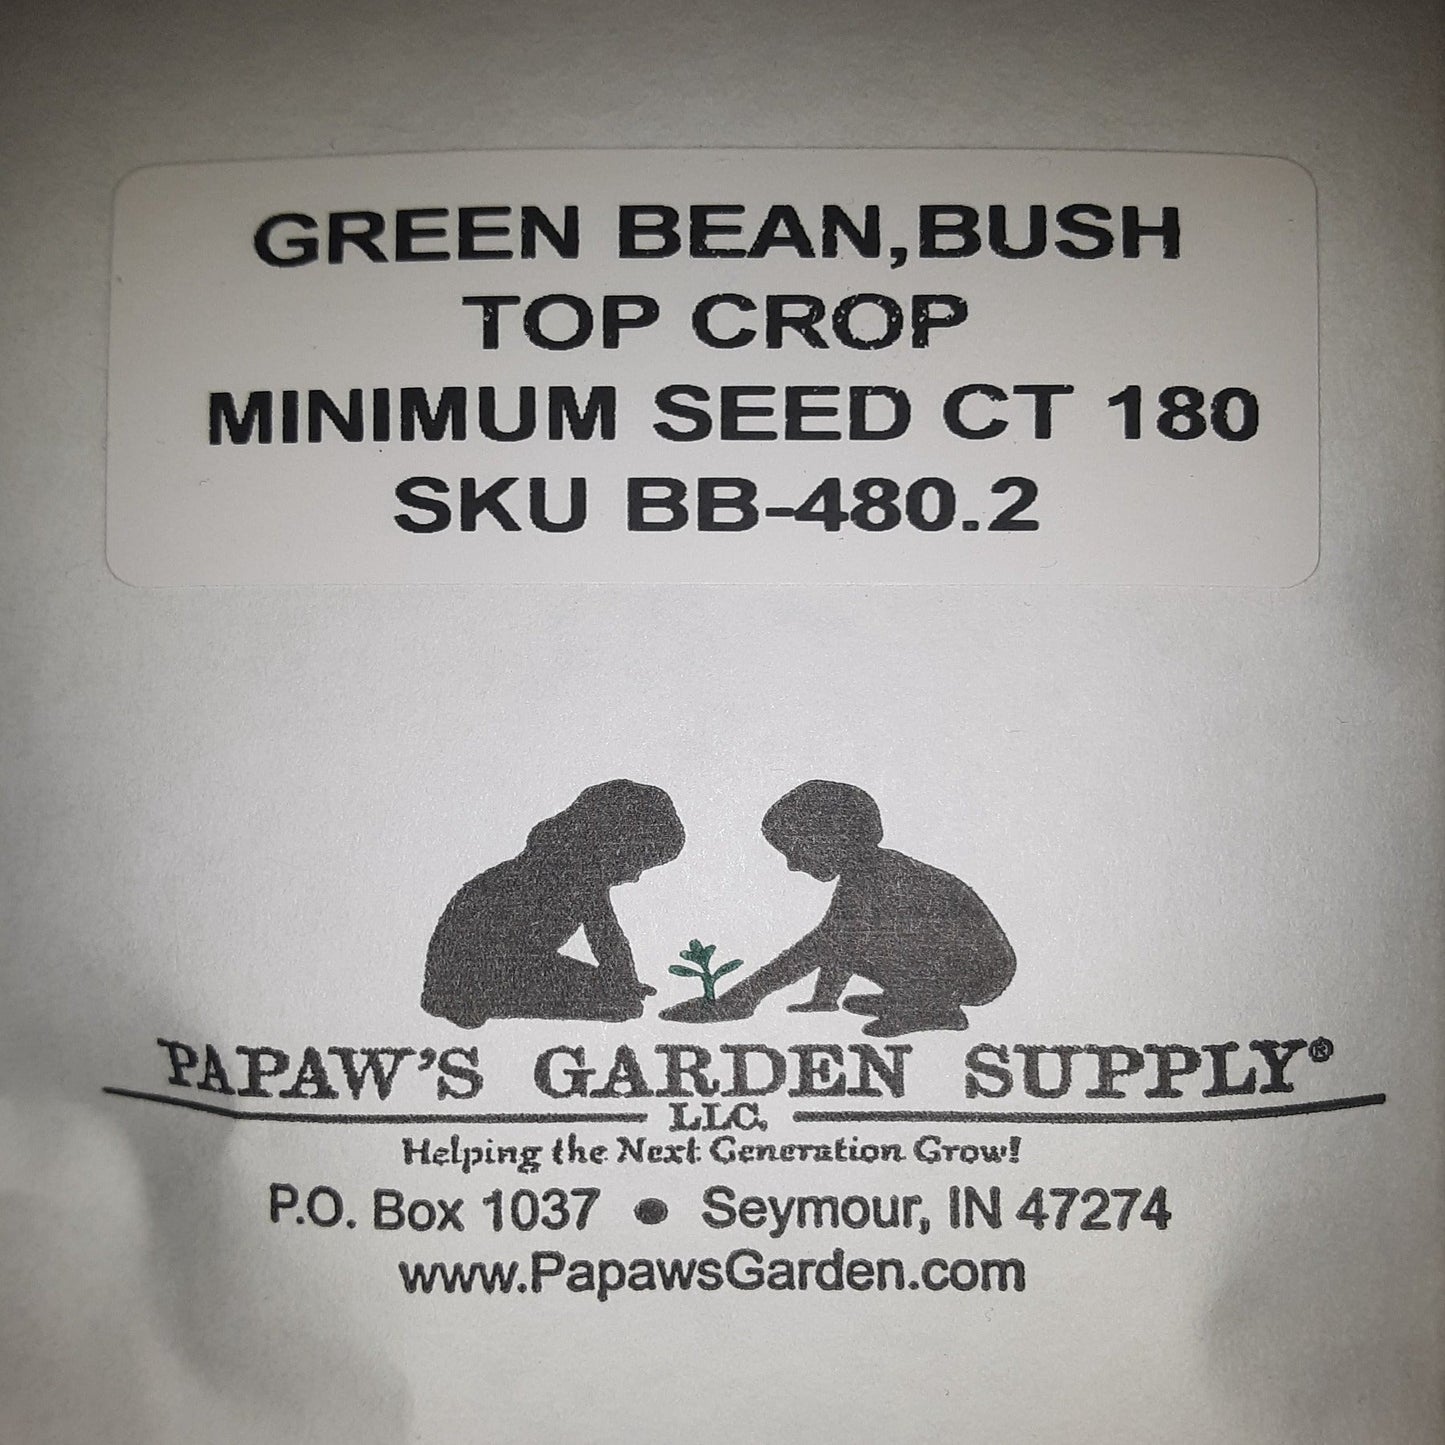 GREEN BEAN,BUSH
TOP CROP
MINIMUM SEED CT 180
SKU BB-480.2
PAPAW'S GARDEN SUPPLY®
LLC.
Helping the Next Generation Grow!
P.O. Box 1037 • Seymour, IN 47274
www.PapawsGarden.com